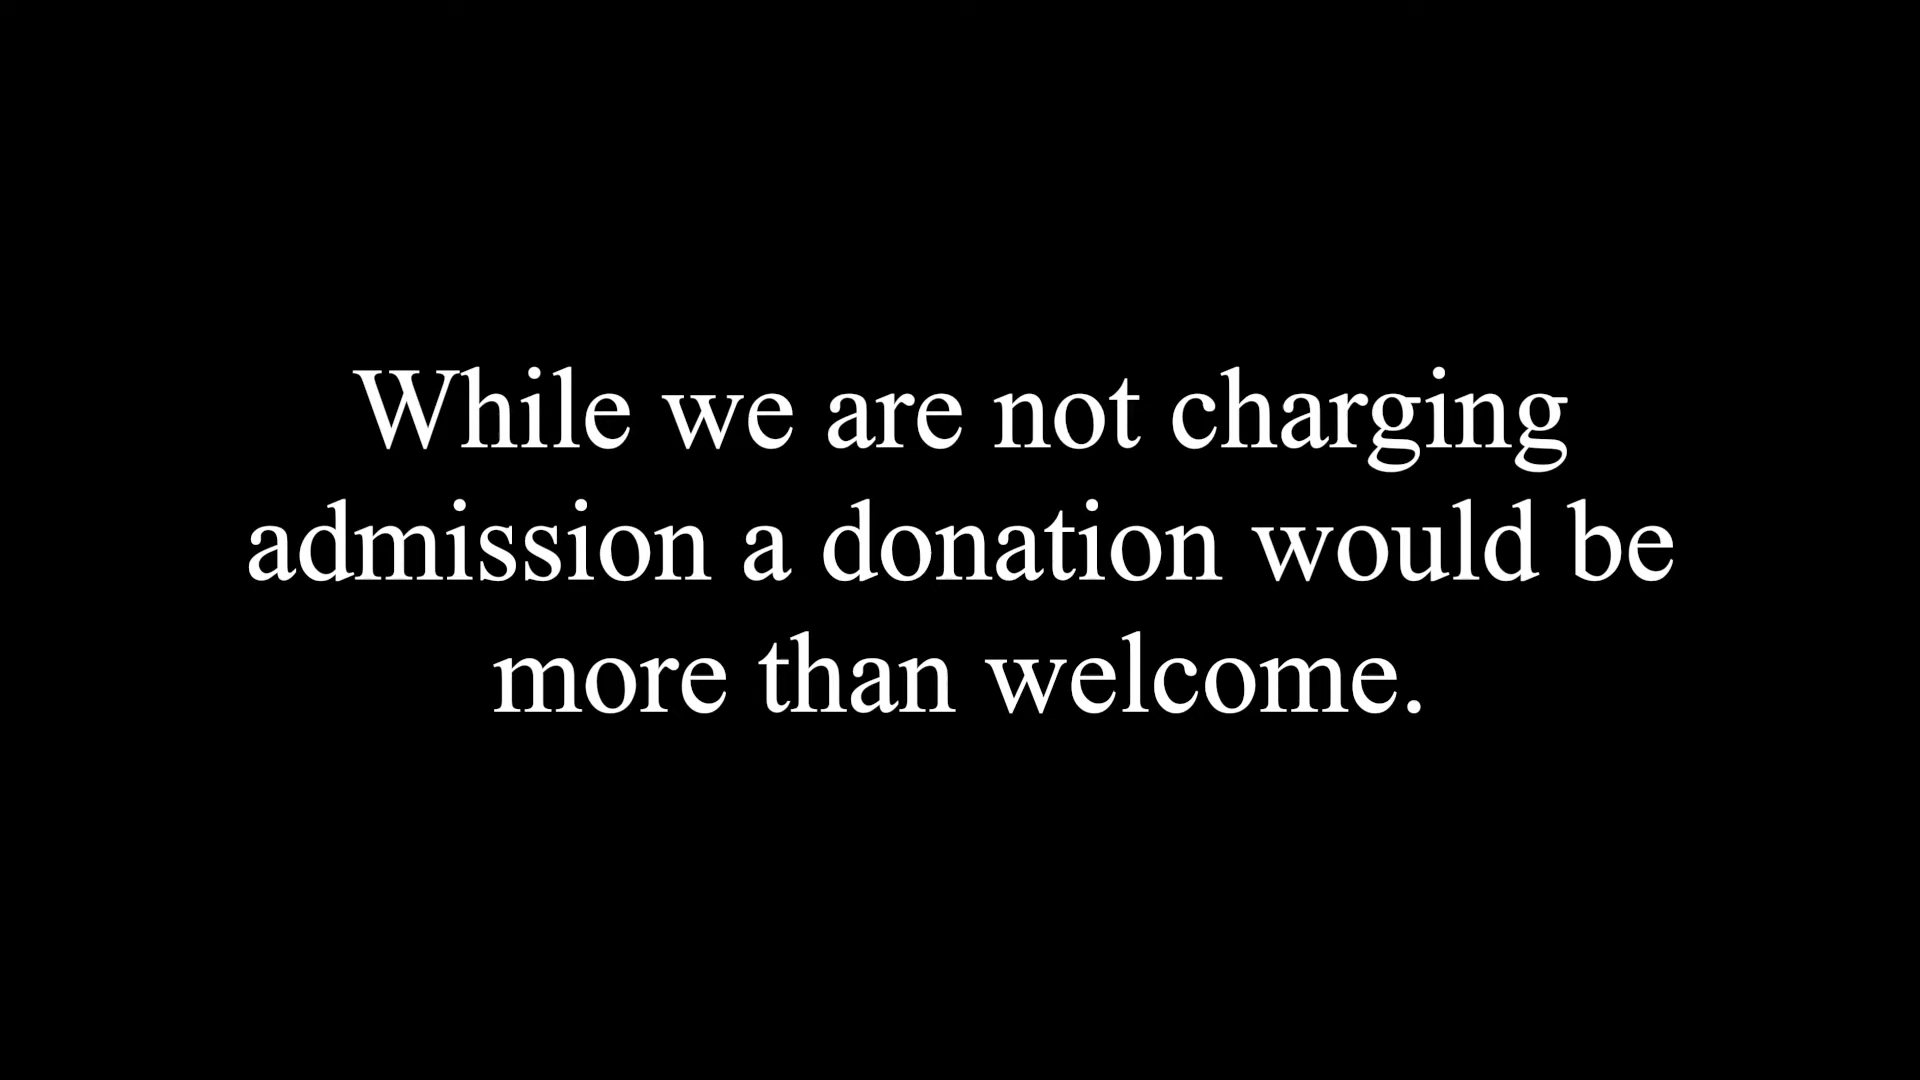 While we are not charging
admission a donation would be
more than welcome.